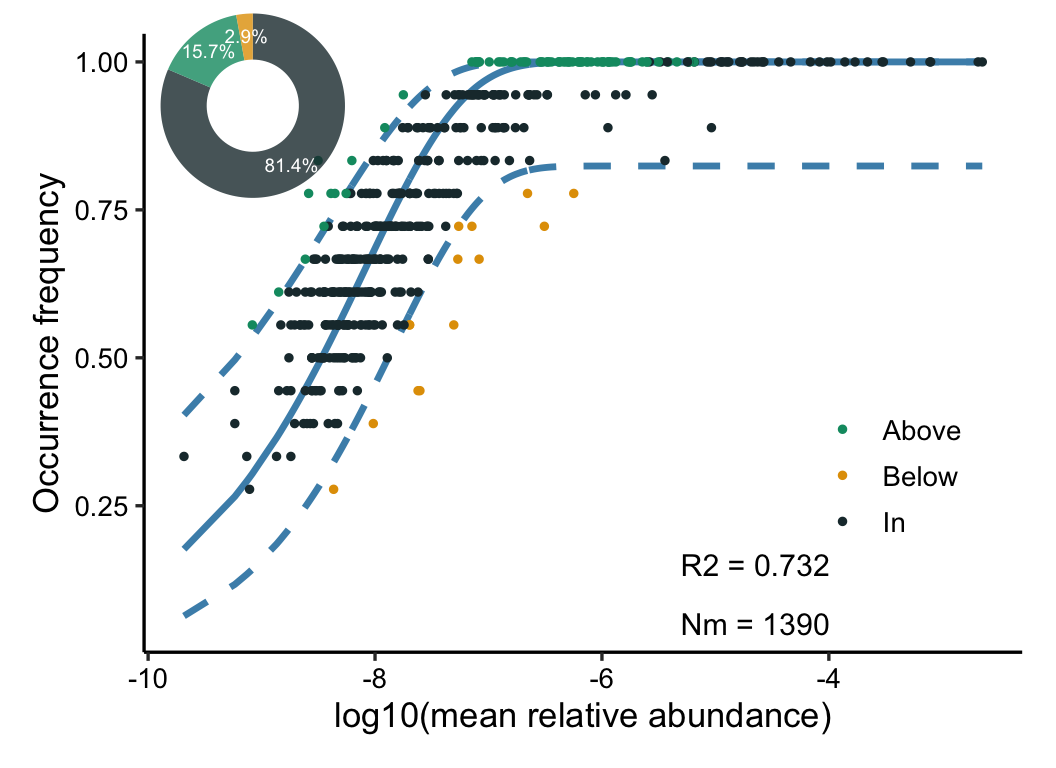 2.9%
15.7%
81.4%
1.00
0.75
0.50
0.25
Occurrence frequency
Above
Below
In
R2 = 0.732
Nm = 1390
-10
-8
-6
-4
log10(mean relative abundance)